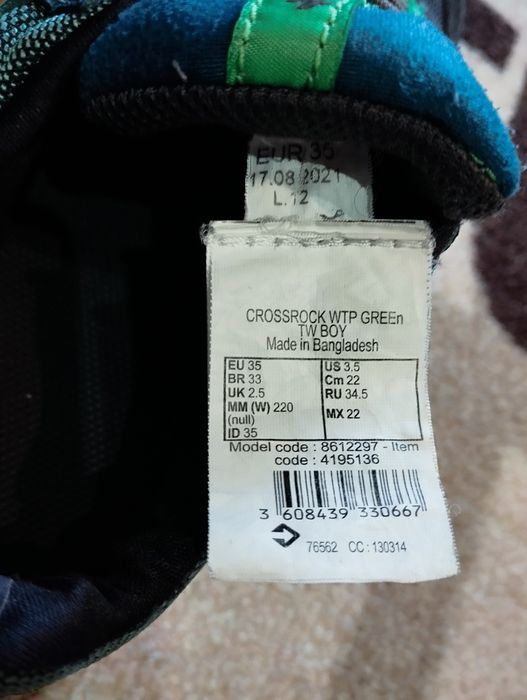 EUR 35
17.08 2021
L.12
CROSSROCK WTP GREEn
TW BOY
Made in Bangladesh
EU 35 US 3.5
BR 33 Cm 22
UK 2.5 RU 34.5
MM (W) 220 MX 22
(null)
ID 35
Model code : 8612297 - Item
code : 4195136
3 608439 330667
76562 CC : 130314